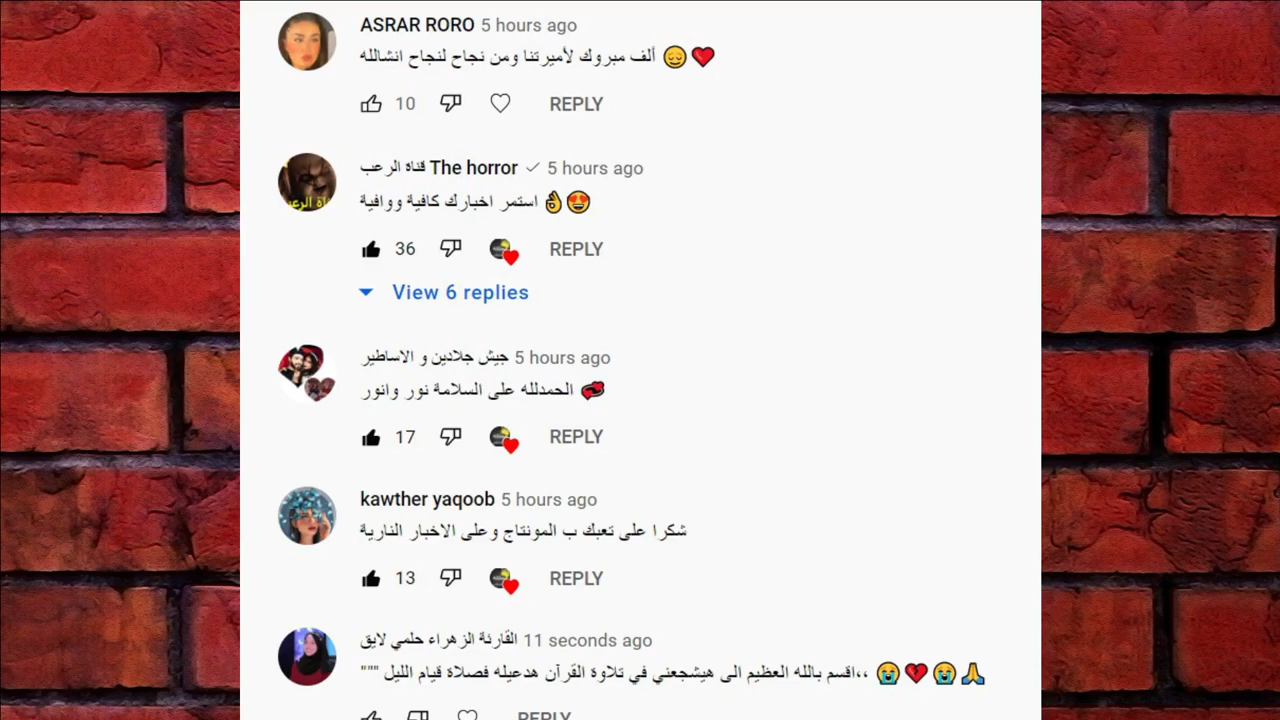 ASRAR RORO 5 hours ago
ألف مبروك لأميرتنا ومن نجاح لنجاح انشالله 😌❤️
10 REPLY
قناة الرعب The horror ✓ 5 hours ago
استمر اخبارك كافية ووافية 👌😍
36 REPLY
View 6 replies
جيش جلادين و الاساطير 5 hours ago
الحمدلله على السلامة نور وانور 💞
17 REPLY
kawther yaqoob 5 hours ago
شكرا على تعبك ب المونتاج وعلى الاخبار النارية
13 REPLY
القارئة الزهراء حلمي لايق 11 seconds ago
،،اقسم بالله العظيم الى هيشجعني في تلاوة القرآن هدعيله فصلاة قيام الليل """ 😭💔😭🙏
REPLY